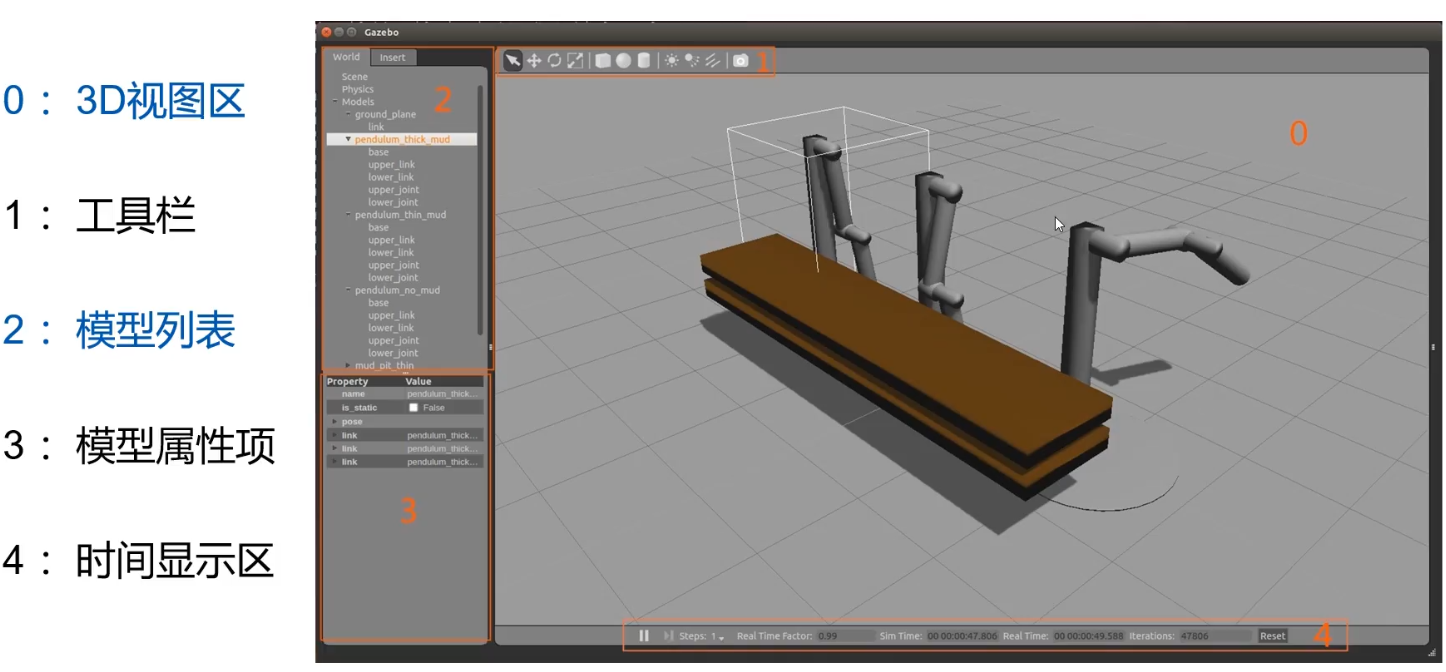 0： 3D视图区
1： 工具栏
2： 模型列表
3： 模型属性项
4： 时间显示区
Gazebo
World Insert
1
2
0
Scene
Physics
Models
ground_plane
link
pendulum_thick_mud
base
upper_link
lower_link
upper_joint
lower_joint
pendulum_thin_mud
base
upper_link
lower_link
upper_joint
lower_joint
pendulum_no_mud
base
upper_link
lower_link
upper_joint
lower_joint
mud_pit_thin
Property Value
name pendulum_thick...
is_static False
pose
link pendulum_thick...
link pendulum_thick...
link pendulum_thick...
3
Steps: 1 Real Time Factor: 0.99 Sim Time: 00 00:00:47.806 Real Time: 00 00:00:49.588 Iterations: 47806 Reset 4